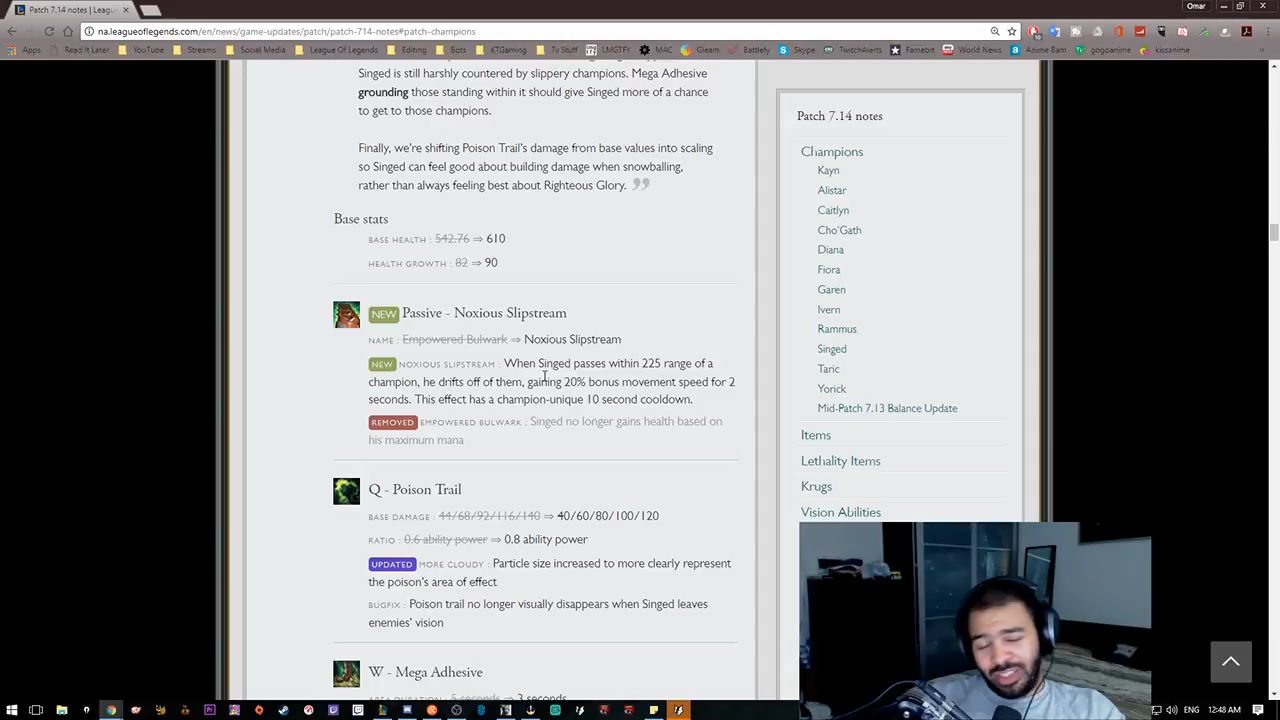 Patch 7.14 notes | Leagu
Omar
na.leagueoflegends.com/en/news/game-updates/patch/patch-714-notes#patch-champions
Apps Read It Later YouTube Streams Social Media League Of Legends Editing Bots KTGaming Tv Stuff LMGTFY MAC Gleam Battlefy Skype TwitchAlerts Famebit World News Anime Bam gogoanime kissanime
Singed is still harshly countered by slippery champions. Mega Adhesive
grounding those standing within it should give Singed more of a chance
to get to those champions.
Finally, we're shifting Poison Trail's damage from base values into scaling
so Singed can feel good about building damage when snowballing,
rather than always feeling best about Righteous Glory.
Base stats
BASE HEALTH : 542.76 ⇒ 610
HEALTH GROWTH : 82 ⇒ 90
NEW Passive - Noxious Slipstream
NAME : Empowered Bulwark ⇒ Noxious Slipstream
NEW NOXIOUS SLIPSTREAM : When Singed passes within 225 range of a
champion, he drifts off of them, gaining 20% bonus movement speed for 2
seconds. This effect has a champion-unique 10 second cooldown.
REMOVED EMPOWERED BULWARK : Singed no longer gains health based on
his maximum mana
Q - Poison Trail
BASE DAMAGE : 44/68/92/116/140 ⇒ 40/60/80/100/120
RATIO : 0.6 ability power ⇒ 0.8 ability power
UPDATED MORE CLOUDY : Particle size increased to more clearly represent
the poison's area of effect
BUGFIX : Poison trail no longer visually disappears when Singed leaves
enemies' vision
W - Mega Adhesive
AREA DURATION : 5 seconds ⇒ 3 seconds
Patch 7.14 notes
Champions
Kayn
Alistar
Caitlyn
Cho'Gath
Diana
Fiora
Garen
Ivern
Rammus
Singed
Taric
Yorick
Mid-Patch 7.13 Balance Update
Items
Lethality Items
Krugs
Vision Abilities
12:48 AM